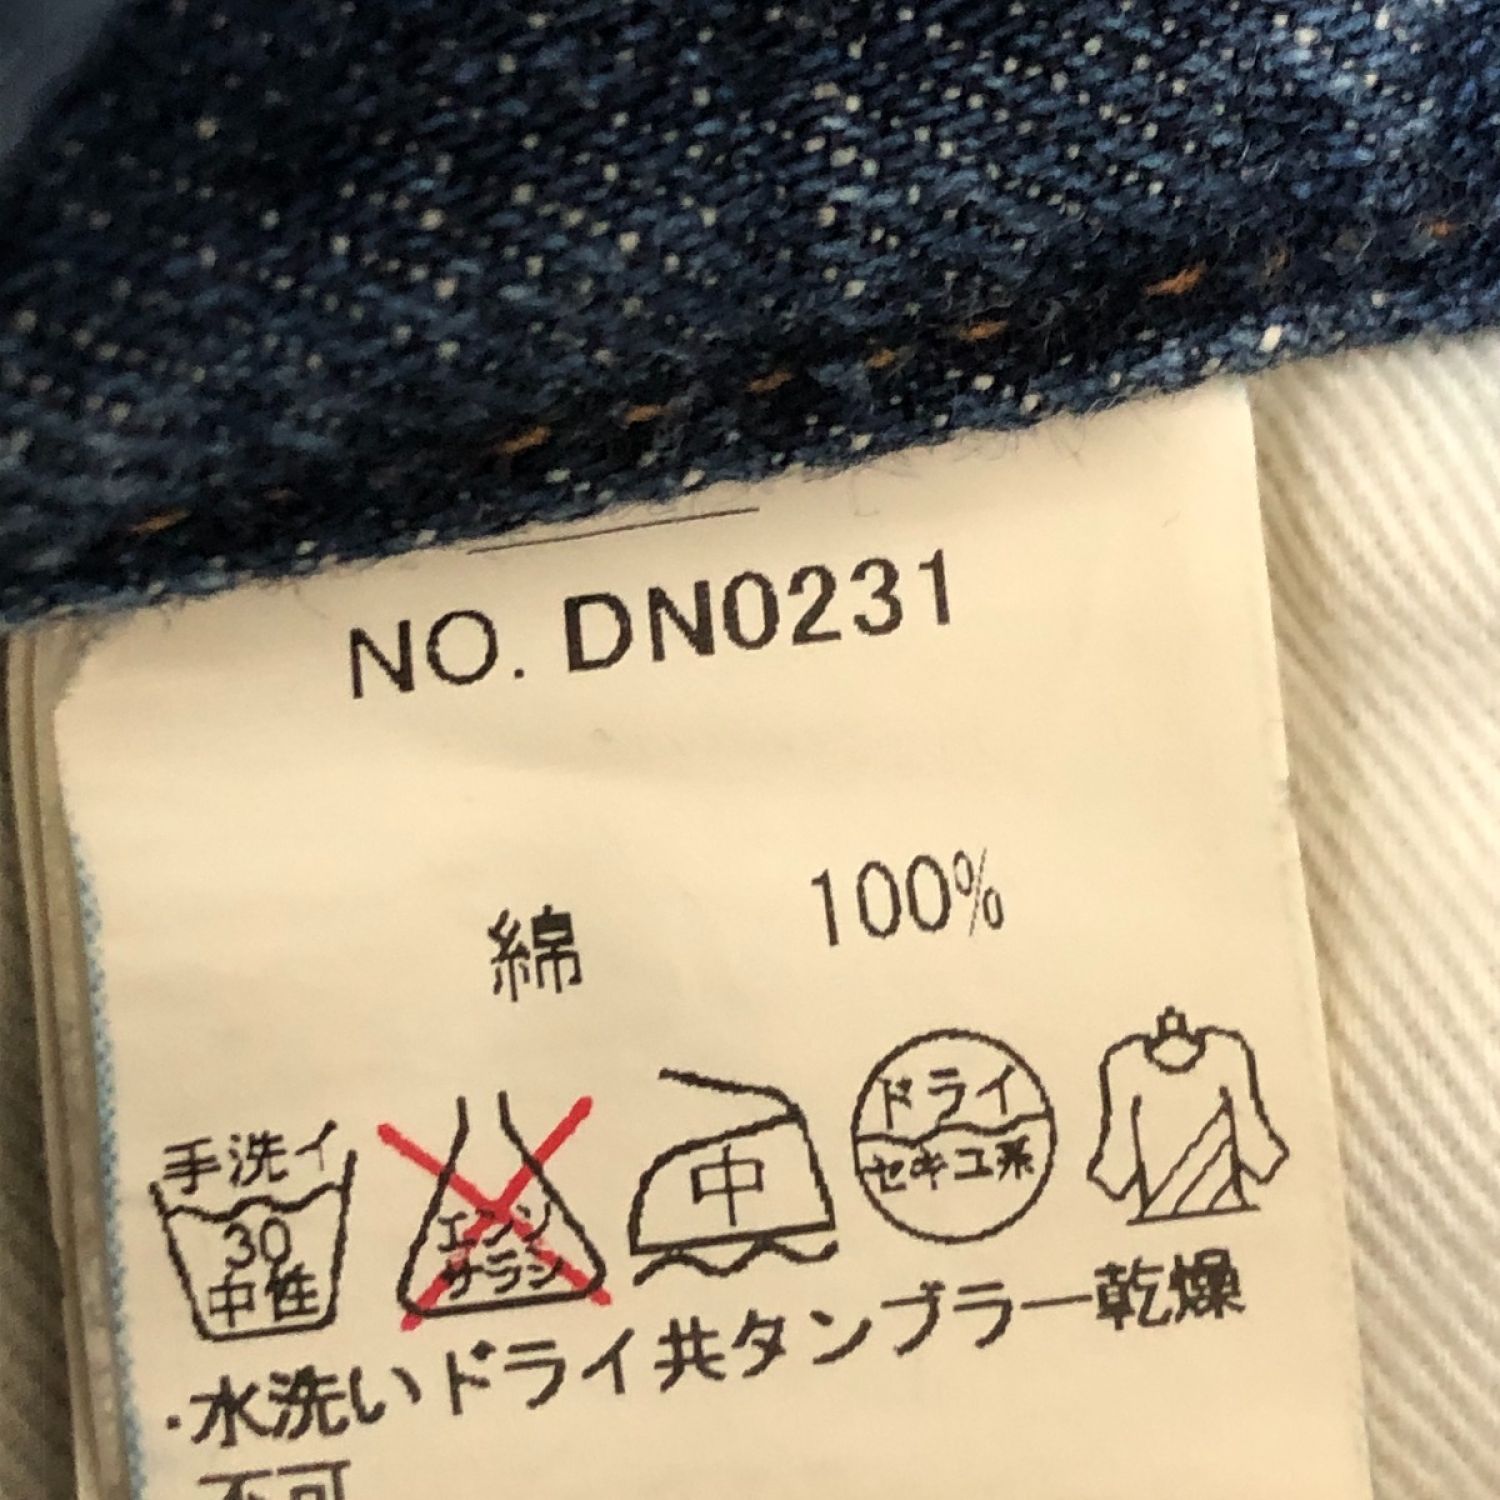 NO. DN0231
綿 100%
手洗イ
30
中性
エンソ
サラシ
中
ドライ
セキユ系
・水洗いドライ共タンブラー乾燥
不可